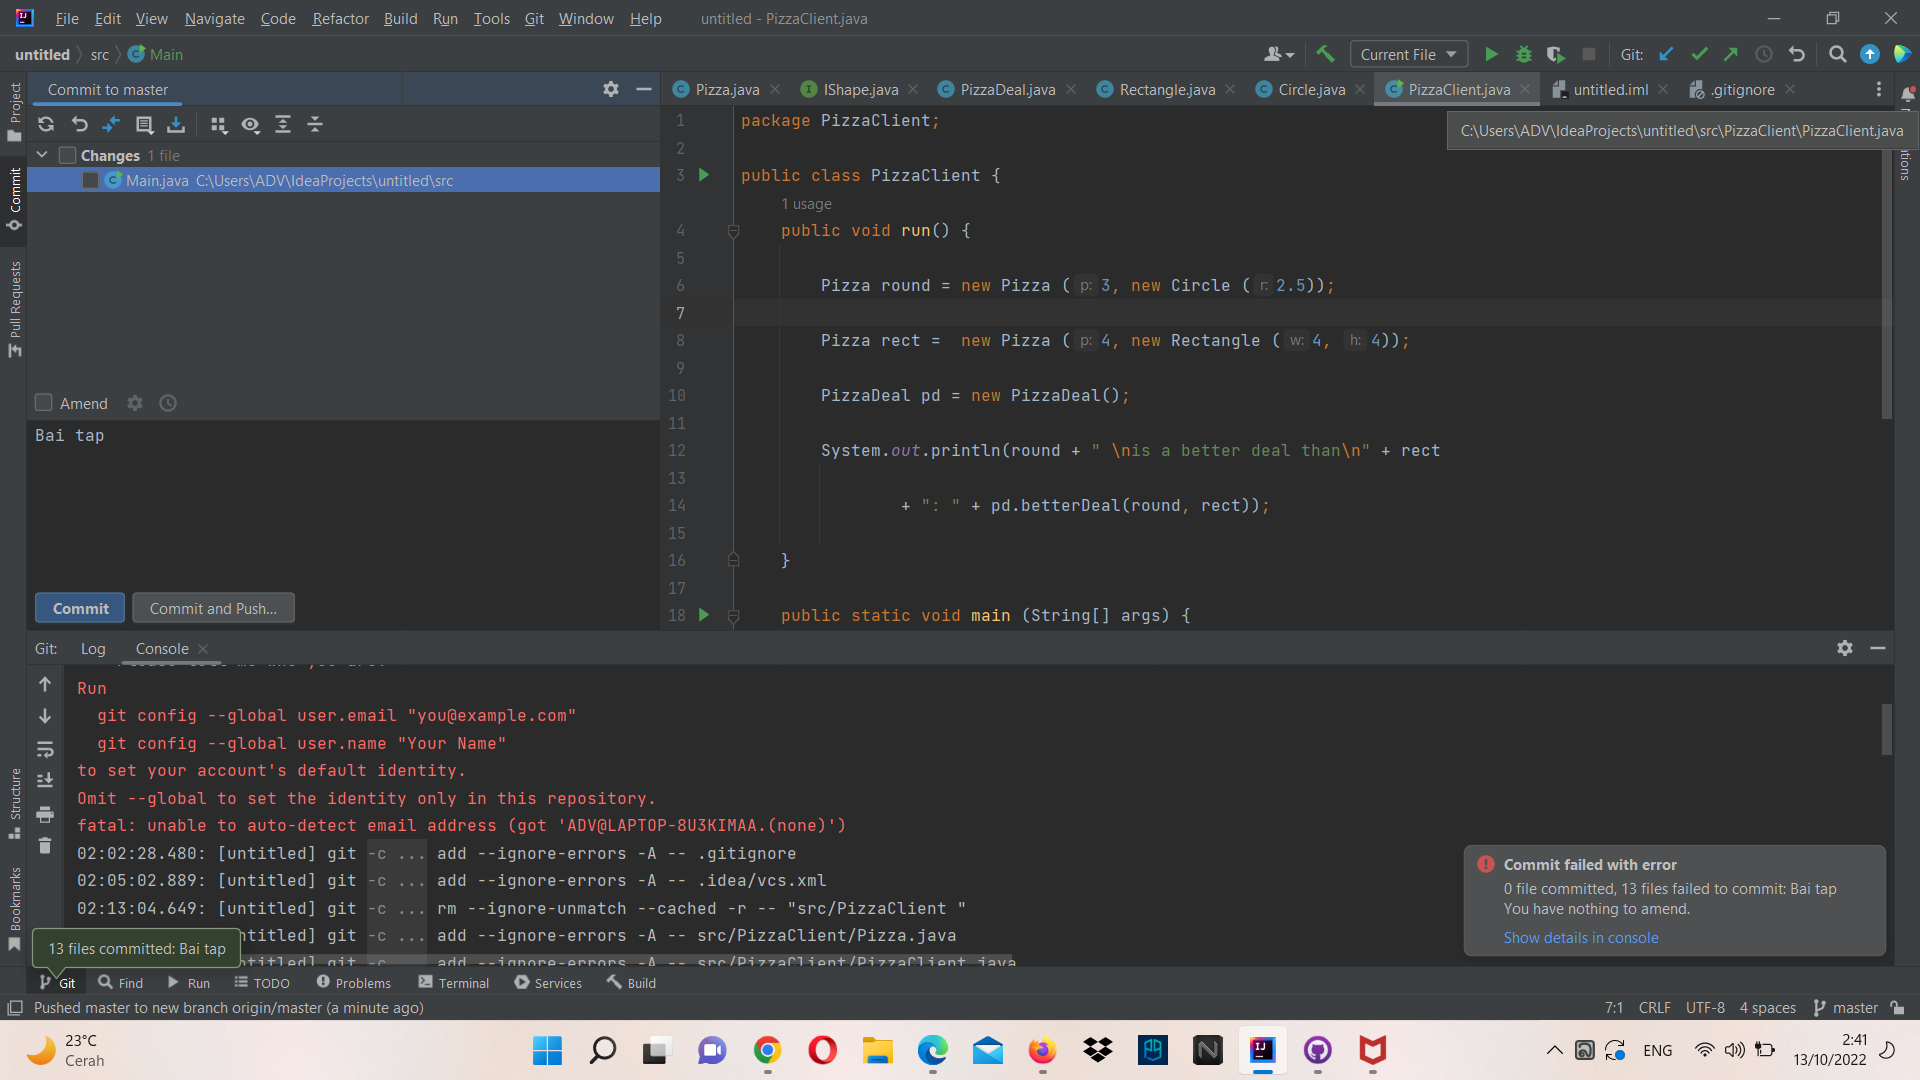 File Edit View Navigate Code Refactor Build Run Tools Git Window Help untitled - PizzaClient.java
untitled src Main Current File Git:
Commit to master Pizza.java IShape.java PizzaDeal.java Rectangle.java Circle.java PizzaClient.java untitled.iml .gitignore
C:\Users\ADV\IdeaProjects\untitled\src\PizzaClient\PizzaClient.java
Project
Commit
Pull Requests
Structure
Bookmarks
Changes 1 file
Main.java C:\Users\ADV\IdeaProjects\untitled\src
Amend
Bai tap
Commit Commit and Push...
1 package PizzaClient;
2
3 public class PizzaClient {
1 usage
4 public void run() {
5
6 Pizza round = new Pizza ( p: 3, new Circle ( r: 2.5));
7
8 Pizza rect =  new Pizza ( p: 4, new Rectangle ( w: 4, h: 4));
9
10 PizzaDeal pd = new PizzaDeal();
11
12 System.out.println(round + " \nis a better deal than\n" + rect
13
14 + ": " + pd.betterDeal(round, rect));
15
16 }
17
18 public static void main (String[] args) {
Git: Log Console
Run
git config --global user.email "you@example.com"
git config --global user.name "Your Name"
to set your account's default identity.
Omit --global to set the identity only in this repository.
fatal: unable to auto-detect email address (got 'ADV@LAPTOP-8U3KIMAA.(none)')
02:02:28.480: [untitled] git -c ... add --ignore-errors -A -- .gitignore
02:05:02.889: [untitled] git -c ... add --ignore-errors -A -- .idea/vcs.xml
02:13:04.649: [untitled] git -c ... rm --ignore-unmatch --cached -r -- "src/PizzaClient "
git -c ... add --ignore-errors -A -- src/PizzaClient/Pizza.java
git -c ... add --ignore-errors -A -- src/PizzaClient/PizzaClient.java
13 files committed: Bai tap
Commit failed with error
0 file committed, 13 files failed to commit: Bai tap
You have nothing to amend.
Show details in console
Git Find Run TODO Problems Terminal Services Build
Pushed master to new branch origin/master (a minute ago) 7:1 CRLF UTF-8 4 spaces master
23°C
Cerah
ENG
2:41
13/10/2022